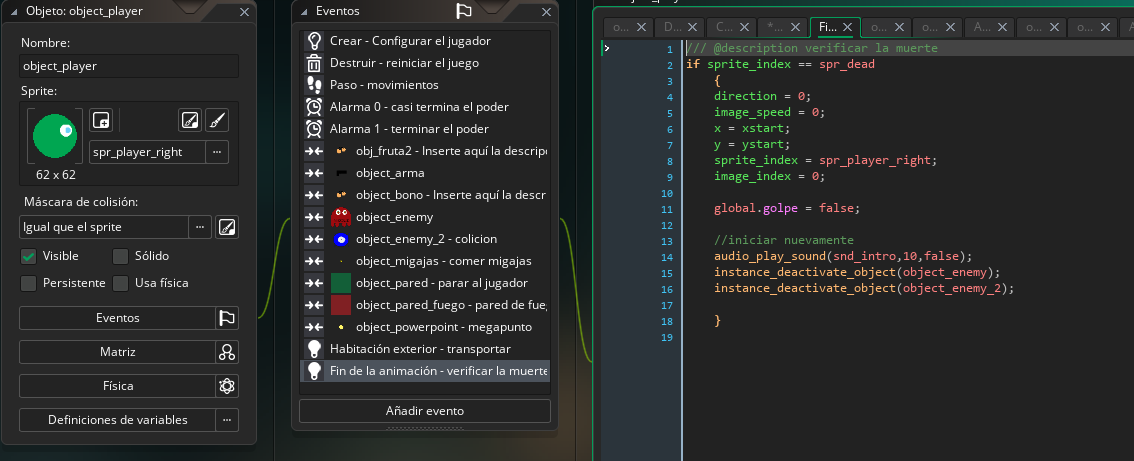 Objeto: object_player
Nombre:
object_player
Sprite:
spr_player_right
...
62 x 62
Máscara de colisión:
Igual que el sprite
...
Visible
Sólido
Persistente
Usa física
Eventos
Matriz
Física
Definiciones de variables
...
Eventos
Crear - Configurar el jugador
Destruir - reiniciar el juego
Paso - movimientos
Alarma 0 - casi termina el poder
Alarma 1 - terminar el poder
obj_fruta2 - Inserte aquí la descripc
object_arma
object_bono - Inserte aquí la descr
object_enemy
object_enemy_2 - colicion
object_migajas - comer migajas
object_pared - parar al jugador
object_pared_fuego - pared de fue
object_powerpoint - megapunto
Habitación exterior - transportar
Fin de la animación - verificar la muerte
Añadir evento
o... D... C... *... Fi... o... o... A... o... o... o...
1 /// @description verificar la muerte
2 if sprite_index == spr_dead
3 {
4 direction = 0;
5 image_speed = 0;
6 x = xstart;
7 y = ystart;
8 sprite_index = spr_player_right;
9 image_index = 0;
10
11 global.golpe = false;
12
13 //iniciar nuevamente
14 audio_play_sound(snd_intro,10,false);
15 instance_deactivate_object(object_enemy);
16 instance_deactivate_object(object_enemy_2);
17
18 }
19